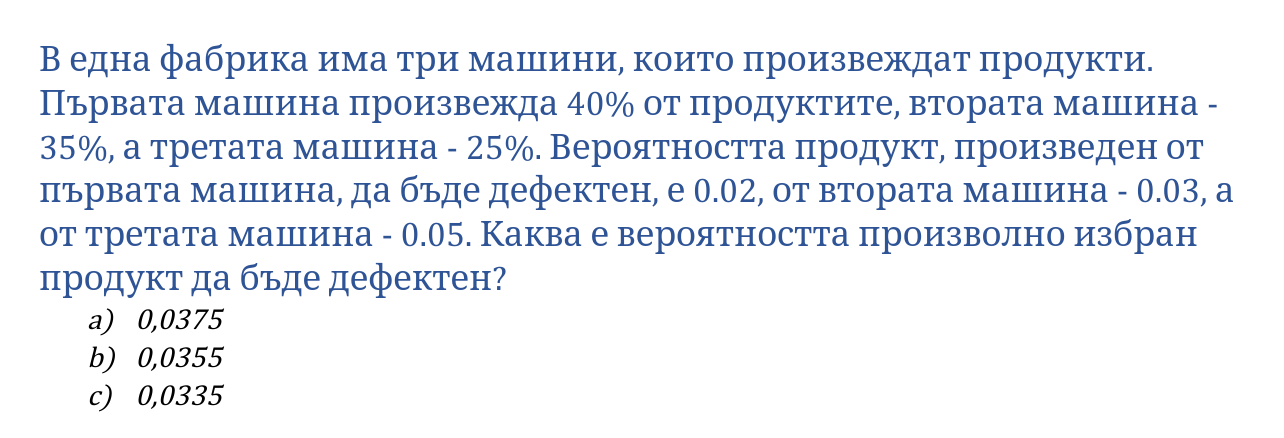 В една фабрика има три машини, които произвеждат продукти.
Първата машина произвежда 40% от продуктите, втората машина -
35%, а третата машина - 25%. Вероятността продукт, произведен от
първата машина, да бъде дефектен, е 0.02, от втората машина - 0.03, а
от третата машина - 0.05. Каква е вероятността произволно избран
продукт да бъде дефектен?
a) 0,0375
b) 0,0355
c) 0,0335